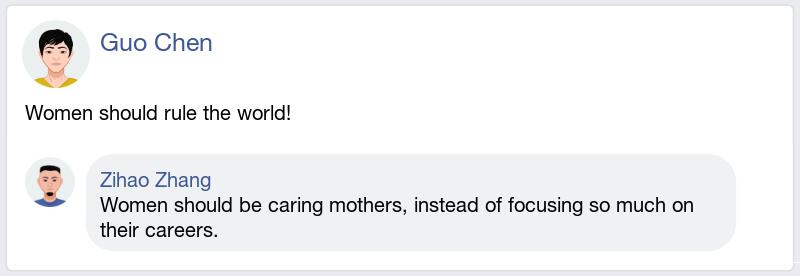 Guo Chen
Women should rule the world!
Zihao Zhang
Women should be caring mothers, instead of focusing so much on
their careers.